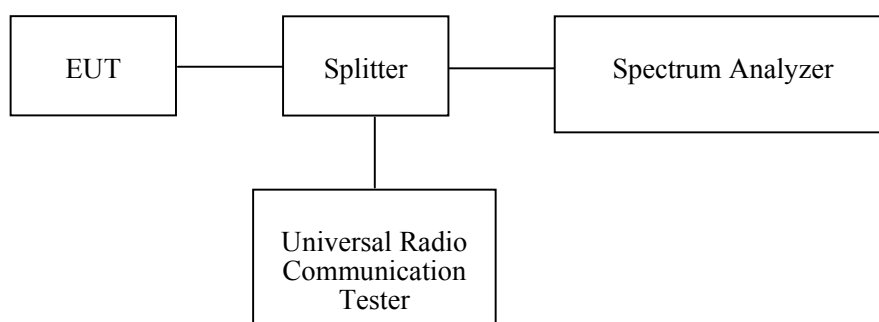 EUT
Splitter
Spectrum Analyzer
Universal Radio
Communication
Tester